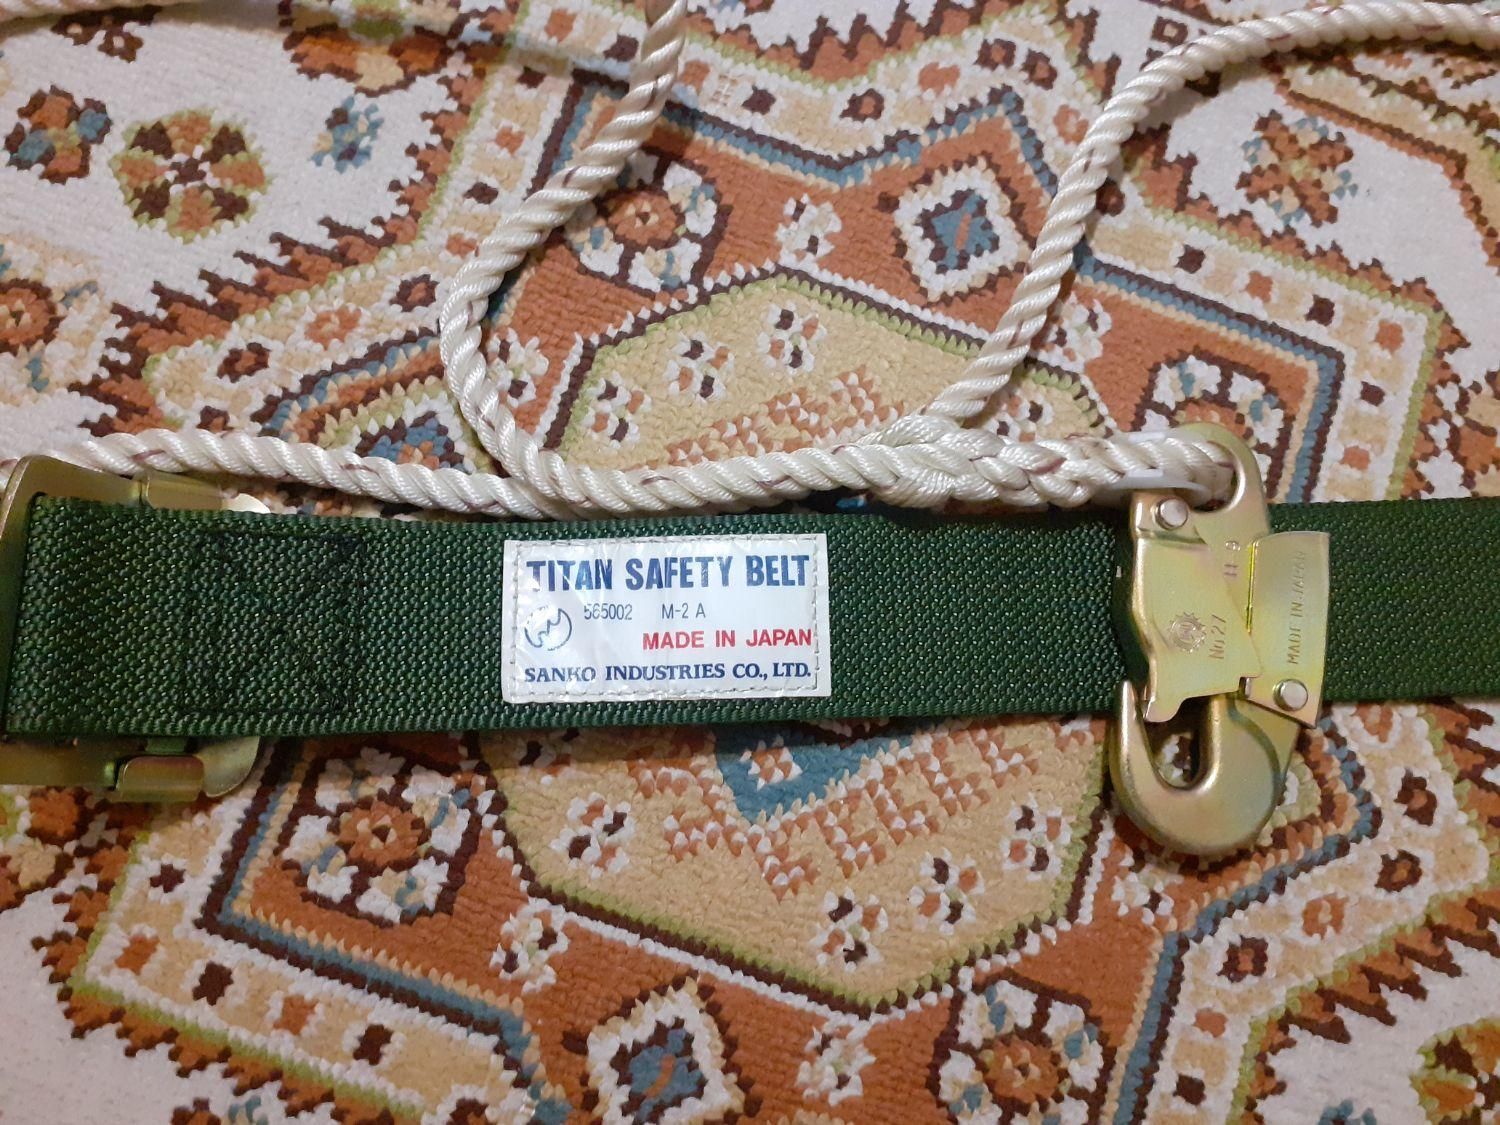 TITAN SAFETY BELT
565002 M-2 A
MADE IN JAPAN
SANKO INDUSTRIES CO., LTD.
No27
MADE IN JAPAN